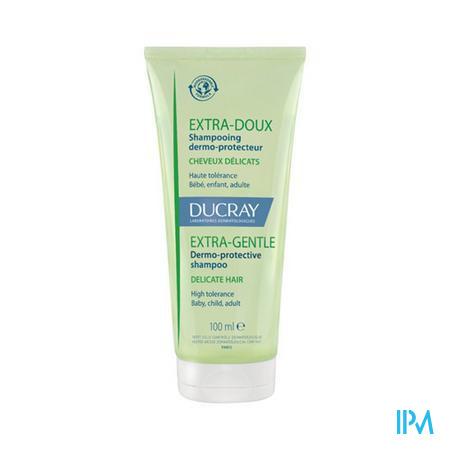 EXTRA-DOUX
Shampooing
dermo-protecteur
CHEVEUX DÉLICATS
Haute tolérance
Bébé, enfant, adulte
DUCRAY
LABORATOIRES DERMATOLOGIQUES
EXTRA-GENTLE
Dermo-protective
shampoo
DELICATE HAIR
High tolerance
Baby, child, adult
100 ml e
PARIS
IPM